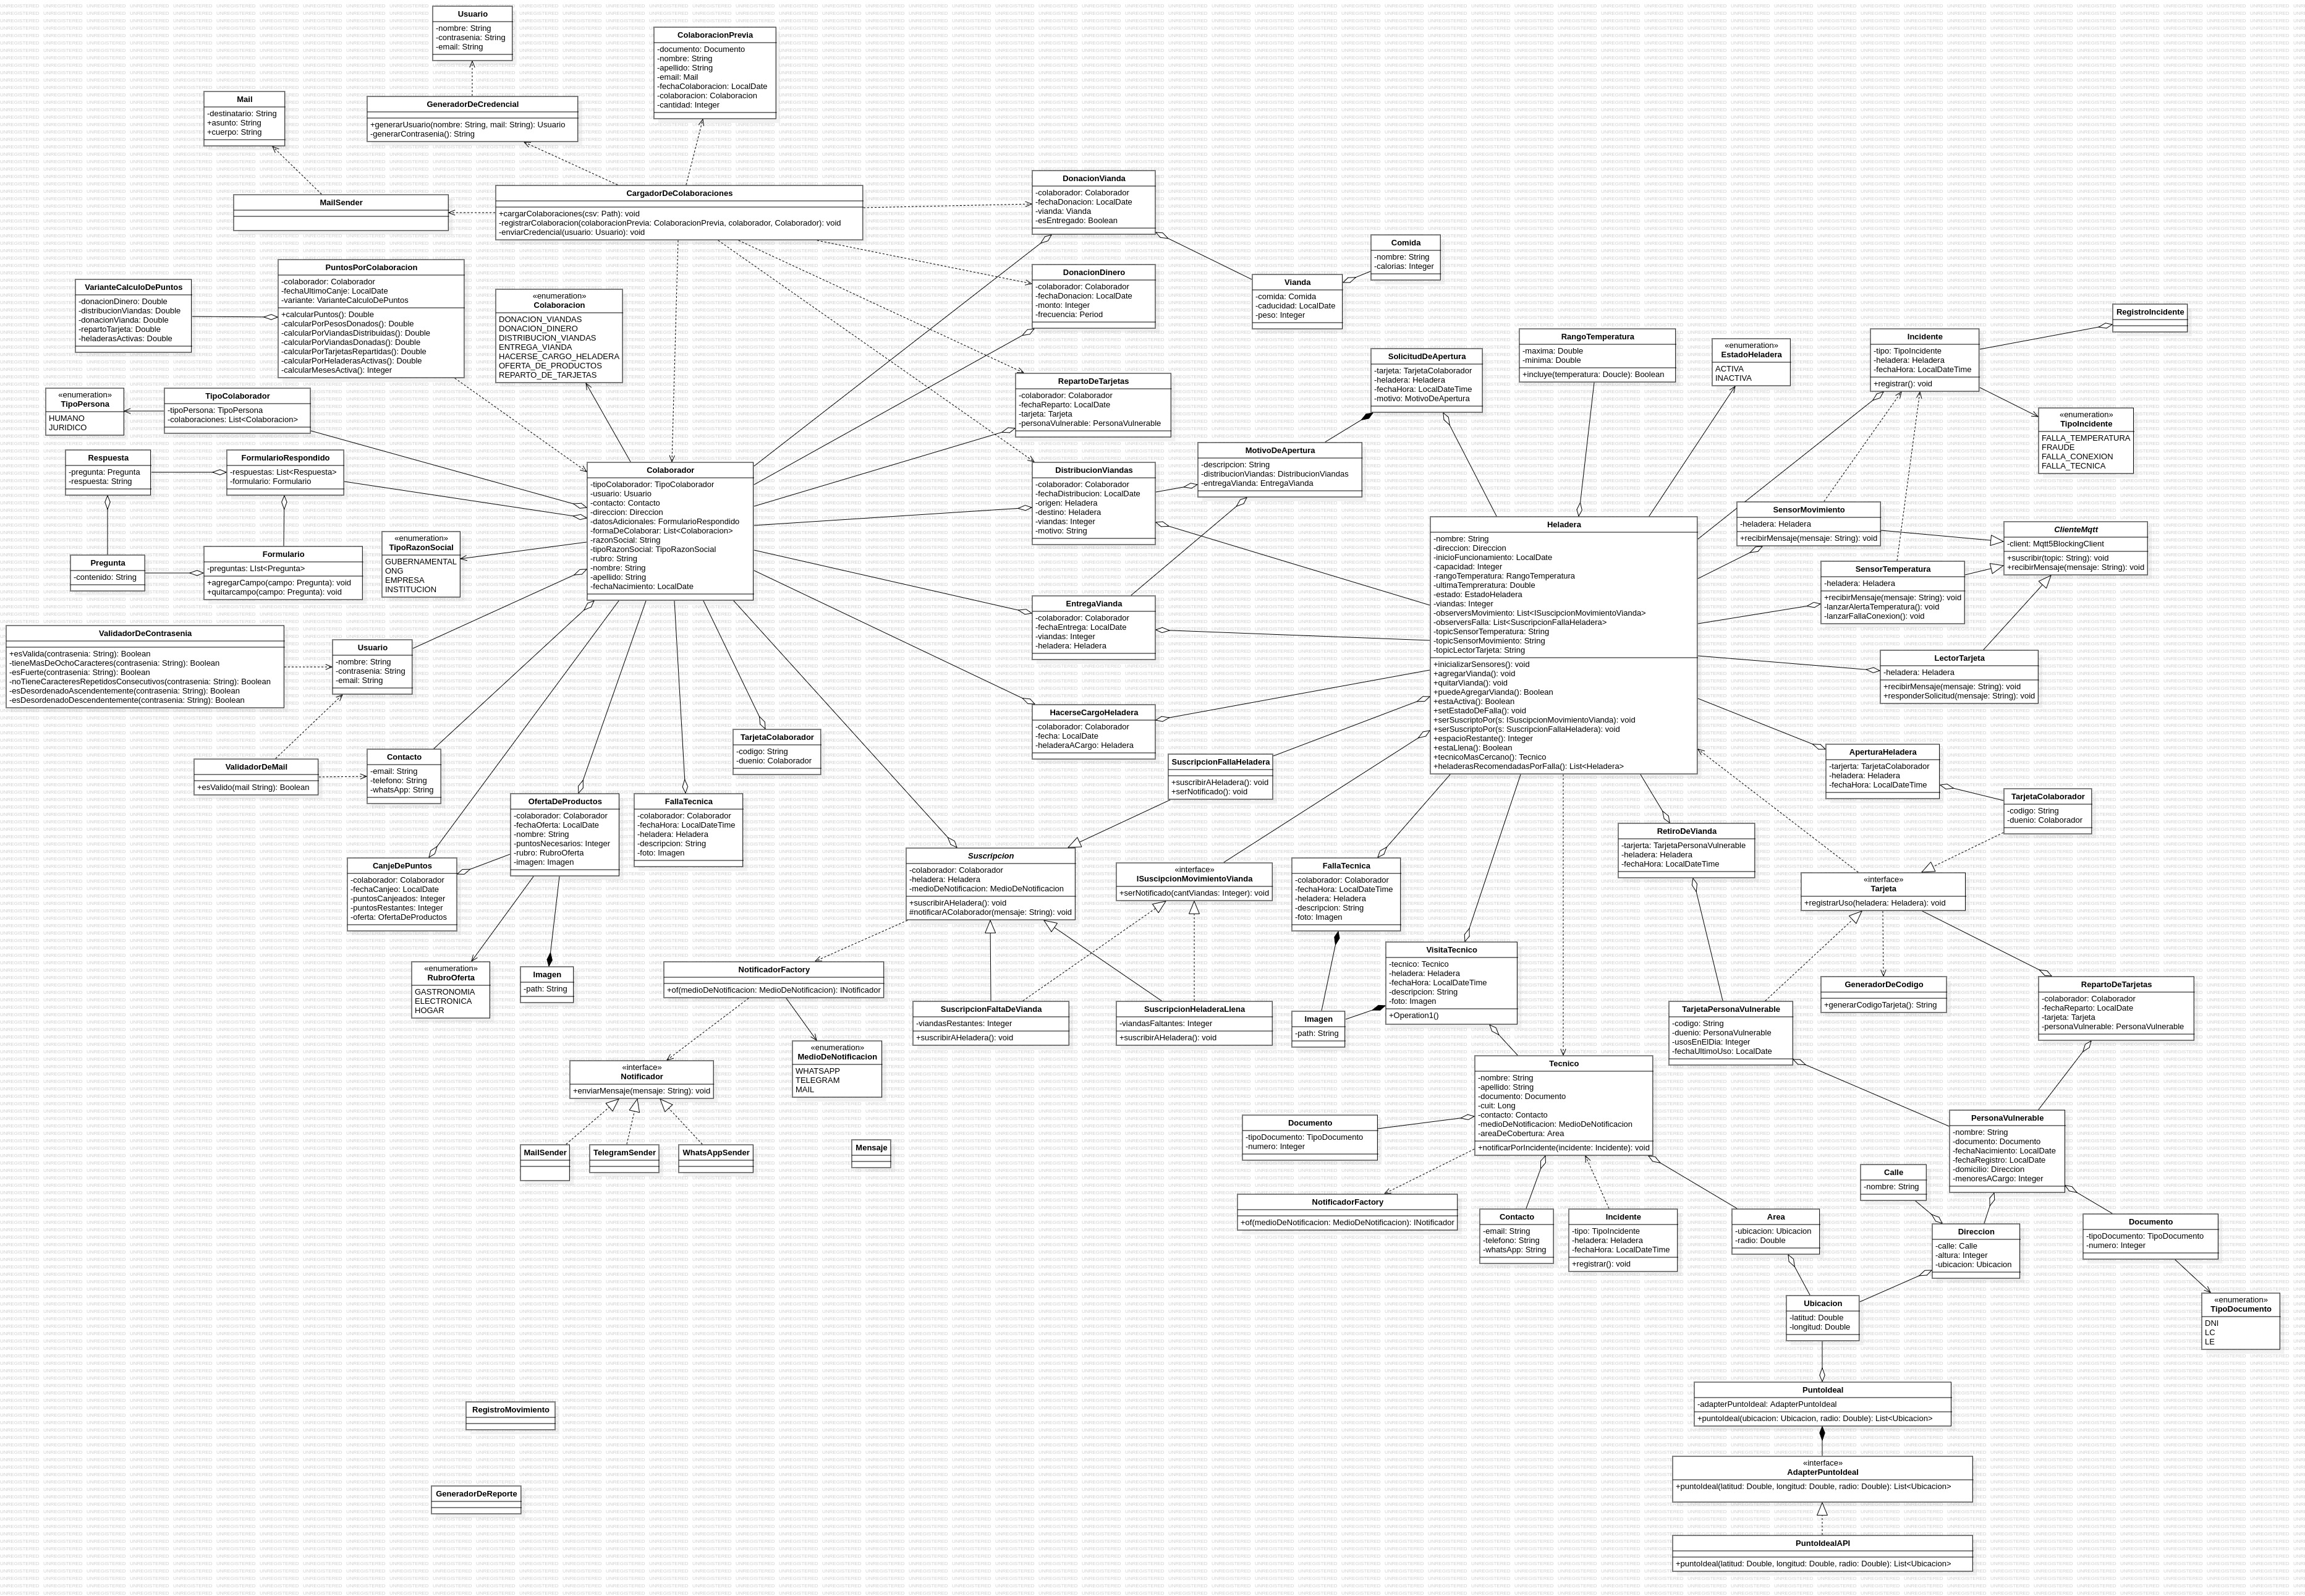 Usuario
-nombre: String
-contrasenia: String
-email: String
ColaboracionPrevia
-documento: Documento
-nombre: String
-apellido: String
-email: Mail
-fechaColaboracion: LocalDate
-colaboracion: Colaboracion
-cantidad: Integer
Mail
-destinatario: String
+asunto: String
+cuerpo: String
GeneradorDeCredencial
+generarUsuario(nombre: String, mail: String): Usuario
-generarContrasenia(): String
MailSender
CargadorDeColaboraciones
+cargarColaboraciones(csv: Path): void
-registrarColaboracion(colaboracionPrevia: ColaboracionPrevia, colaborador, Colaborador): void
-enviarCredencial(usuario: Usuario): void
DonacionVianda
-colaborador: Colaborador
-fechaDonacion: LocalDate
-vianda: Vianda
-esEntregado: Boolean
Comida
-nombre: String
-calorias: Integer
Vianda
-comida: Comida
-caducidad: LocalDate
-peso: Integer
DonacionDinero
-colaborador: Colaborador
-fechaDonacion: LocalDate
-monto: Integer
-frecuencia: Period
VarianteCalculoDePuntos
-donacionDinero: Double
-distribucionViandas: Double
-donacionVianda: Double
-repartoTarjeta: Double
-heladerasActivas: Double
PuntosPorColaboracion
-colaborador: Colaborador
-fechaUltimoCanje: LocalDate
-variante: VarianteCalculoDePuntos
+calcularPuntos(): Double
-calcularPorPesosDonados(): Double
-calcularPorViandasDistribuidas(): Double
-calcularPorViandasDonadas(): Double
-calcularPorTarjetasRepartidas(): Double
-calcularPorHeladerasActivas(): Double
-calcularMesesActiva(): Integer
«enumeration»
Colaboracion
DONACION_VIANDAS
DONACION_DINERO
DISTRIBUCION_VIANDAS
ENTREGA_VIANDA
HACERSE_CARGO_HELADERA
OFERTA_DE_PRODUCTOS
REPARTO_DE_TARJETAS
RegistroIncidente
RangoTemperatura
-maxima: Double
-minima: Double
+incluye(temperatura: Doucle): Boolean
«enumeration»
EstadoHeladera
ACTIVA
INACTIVA
Incidente
-tipo: TipoIncidente
-heladera: Heladera
-fechaHora: LocalDateTime
+registrar(): void
SolicitudDeApertura
-tarjeta: TarjetaColaborador
-heladera: Heladera
-fechaHora: LocalDateTime
-motivo: MotivoDeApertura
RepartoDeTarjetas
-colaborador: Colaborador
-fechaReparto: LocalDate
-tarjeta: Tarjeta
-personaVulnerable: PersonaVulnerable
«enumeration»
TipoPersona
HUMANO
JURIDICO
TipoColaborador
-tipoPersona: TipoPersona
-colaboraciones: List<Colaboracion>
«enumeration»
TipoIncidente
FALLA_TEMPERATURA
FRAUDE
FALLA_CONEXION
FALLA_TECNICA
MotivoDeApertura
-descripcion: String
-distribucionViandas: DistribucionViandas
-entregaVianda: EntregaVianda
Respuesta
-pregunta: Pregunta
-respuesta: String
FormularioRespondido
-respuestas: List<Respuesta>
-formulario: Formulario
Colaborador
-tipoColaborador: TipoColaborador
-usuario: Usuario
-contacto: Contacto
-direccion: Direccion
-datosAdicionales: FormularioRespondido
-formaDeColaborar: List<Colaboracion>
-razonSocial: String
-tipoRazonSocial: TipoRazonSocial
-rubro: String
-nombre: String
-apellido: String
-fechaNacimiento: LocalDate
DistribucionViandas
-colaborador: Colaborador
-fechaDistribucion: LocalDate
-origen: Heladera
-destino: Heladera
-viandas: Integer
-motivo: String
SensorMovimiento
-heladera: Heladera
+recibirMensaje(mensaje: String): void
ClienteMqtt
-client: Mqtt5BlockingClient
+suscribir(topic: String): void
+recibirMensaje(mensaje: String): void
Heladera
-nombre: String
-direccion: Direccion
-inicioFuncionamiento: LocalDate
-capacidad: Integer
-rangoTemperatura: RangoTemperatura
-ultimaTempreratura: Double
-estado: EstadoHeladera
-viandas: Integer
-observersMovimiento: List<ISuscipcionMovimientoVianda>
-observersFalla: List<SuscripcionFallaHeladera>
-topicSensorTemperatura: String
-topicSensorMovimiento: String
-topicLectorTarjeta: String
+inicializarSensores(): void
+agregarVianda(): void
+quitarVianda(): void
+puedeAgregarVianda(): Boolean
+estaActiva(): Boolean
+setEstadoDeFalla(): void
+serSuscriptoPor(s: ISuscipcionMovimientoVianda): void
+serSuscriptoPor(s: SuscripcionFallaHeladera): void
+espacioRestante(): Integer
+estaLlena(): Boolean
+tecnicoMasCercano(): Tecnico
+heladerasRecomendadasPorFalla(): List<Heladera>
«enumeration»
TipoRazonSocial
GUBERNAMENTAL
ONG
EMPRESA
INSTITUCION
Pregunta
-contenido: String
Formulario
-preguntas: LIst<Pregunta>
+agregarCampo(campo: Pregunta): void
+quitarcampo(campo: Pregunta): void
SensorTemperatura
-heladera: Heladera
+recibirMensaje(mensaje: String): void
-lanzarAlertaTemperatura(): void
-lanzarFallaConexion(): void
EntregaVianda
-colaborador: Colaborador
-fechaEntrega: LocalDate
-viandas: Integer
-heladera: Heladera
ValidadorDeContrasenia
+esValida(contrasenia: String): Boolean
-tieneMasDeOchoCaracteres(contrasenia: String): Boolean
-esFuerte(contrasenia: String): Boolean
-noTieneCaracteresRepetidosConsecutivos(contrasenia: String): Boolean
-esDesordenadoAscendentemente(contrasenia: String): Boolean
-esDesordenadoDescendentemente(contrasenia: String): Boolean
Usuario
-nombre: String
-contrasenia: String
-email: String
LectorTarjeta
-heladera: Heladera
+recibirMensaje(mensaje: String): void
+responderSolicitud(mensaje: String): void
HacerseCargoHeladera
-colaborador: Colaborador
-fecha: LocalDate
-heladeraACargo: Heladera
TarjetaColaborador
-codigo: String
-duenio: Colaborador
AperturaHeladera
-tarjerta: TarjetaColaborador
-heladera: Heladera
-fechaHora: LocalDateTime
Contacto
-email: String
-telefono: String
-whatsApp: String
ValidadorDeMail
+esValido(mail String): Boolean
SuscripcionFallaHeladera
+suscribirAHeladera(): void
+serNotificado(): void
TarjetaColaborador
-codigo: String
-duenio: Colaborador
OfertaDeProductos
-colaborador: Colaborador
-fechaOferta: LocalDate
-nombre: String
-puntosNecesarios: Integer
-rubro: RubroOferta
-imagen: Imagen
FallaTecnica
-colaborador: Colaborador
-fechaHora: LocalDateTime
-heladera: Heladera
-descripcion: String
-foto: Imagen
RetiroDeVianda
-tarjerta: TarjetaPersonaVulnerable
-heladera: Heladera
-fechaHora: LocalDateTime
CanjeDePuntos
-colaborador: Colaborador
-fechaCanjeo: LocalDate
-puntosCanjeados: Integer
-puntosRestantes: Integer
-oferta: OfertaDeProductos
Suscripcion
-colaborador: Colaborador
-heladera: Heladera
-medioDeNotificacion: MedioDeNotificacion
+suscribirAHeladera(): void
#notificarAColaborador(mensaje: String): void
«interface»
ISuscipcionMovimientoVianda
+serNotificado(cantViandas: Integer): void
FallaTecnica
-colaborador: Colaborador
-fechaHora: LocalDateTime
-heladera: Heladera
-descripcion: String
-foto: Imagen
«interface»
Tarjeta
+registrarUso(heladera: Heladera): void
VisitaTecnico
-tecnico: Tecnico
-heladera: Heladera
-fechaHora: LocalDateTime
-descripcion: String
-foto: Imagen
+Operation1()
«enumeration»
RubroOferta
GASTRONOMIA
ELECTRONICA
HOGAR
Imagen
-path: String
NotificadorFactory
+of(medioDeNotificacion: MedioDeNotificacion): INotificador
GeneradorDeCodigo
+generarCodigoTarjeta(): String
RepartoDeTarjetas
-colaborador: Colaborador
-fechaReparto: LocalDate
-tarjeta: Tarjeta
-personaVulnerable: PersonaVulnerable
SuscripcionFaltaDeVianda
-viandasRestantes: Integer
+suscribirAHeladera(): void
SuscripcionHeladeraLlena
-viandasFaltantes: Integer
+suscribirAHeladera(): void
Imagen
-path: String
TarjetaPersonaVulnerable
-codigo: String
-duenio: PersonaVulnerable
-usosEnElDia: Integer
-fechaUltimoUso: LocalDate
«enumeration»
MedioDeNotificacion
WHATSAPP
TELEGRAM
MAIL
«interface»
Notificador
+enviarMensaje(mensaje: String): void
Tecnico
-nombre: String
-apellido: String
-documento: Documento
-cuit: Long
-contacto: Contacto
-medioDeNotificacion: MedioDeNotificacion
-areaDeCobertura: Area
+notificarPorIncidente(incidente: Incidente): void
Documento
-tipoDocumento: TipoDocumento
-numero: Integer
PersonaVulnerable
-nombre: String
-documento: Documento
-fechaNacimiento: LocalDate
-fechaRegistro: LocalDate
-domicilio: Direccion
-menoresACargo: Integer
MailSender
TelegramSender
WhatsAppSender
Mensaje
Calle
-nombre: String
NotificadorFactory
+of(medioDeNotificacion: MedioDeNotificacion): INotificador
Contacto
-email: String
-telefono: String
-whatsApp: String
Incidente
-tipo: TipoIncidente
-heladera: Heladera
-fechaHora: LocalDateTime
+registrar(): void
Area
-ubicacion: Ubicacion
-radio: Double
Direccion
-calle: Calle
-altura: Integer
-ubicacion: Ubicacion
Documento
-tipoDocumento: TipoDocumento
-numero: Integer
Ubicacion
-latitud: Double
-longitud: Double
«enumeration»
TipoDocumento
DNI
LC
LE
PuntoIdeal
-adapterPuntoIdeal: AdapterPuntoIdeal
+puntoIdeal(ubicacion: Ubicacion, radio: Double): List<Ubicacion>
RegistroMovimiento
«interface»
AdapterPuntoIdeal
+puntoIdeal(latitud: Double, longitud: Double, radio: Double): List<Ubicacion>
GeneradorDeReporte
PuntoIdealAPI
+puntoIdeal(latitud: Double, longitud: Double, radio: Double): List<Ubicacion>